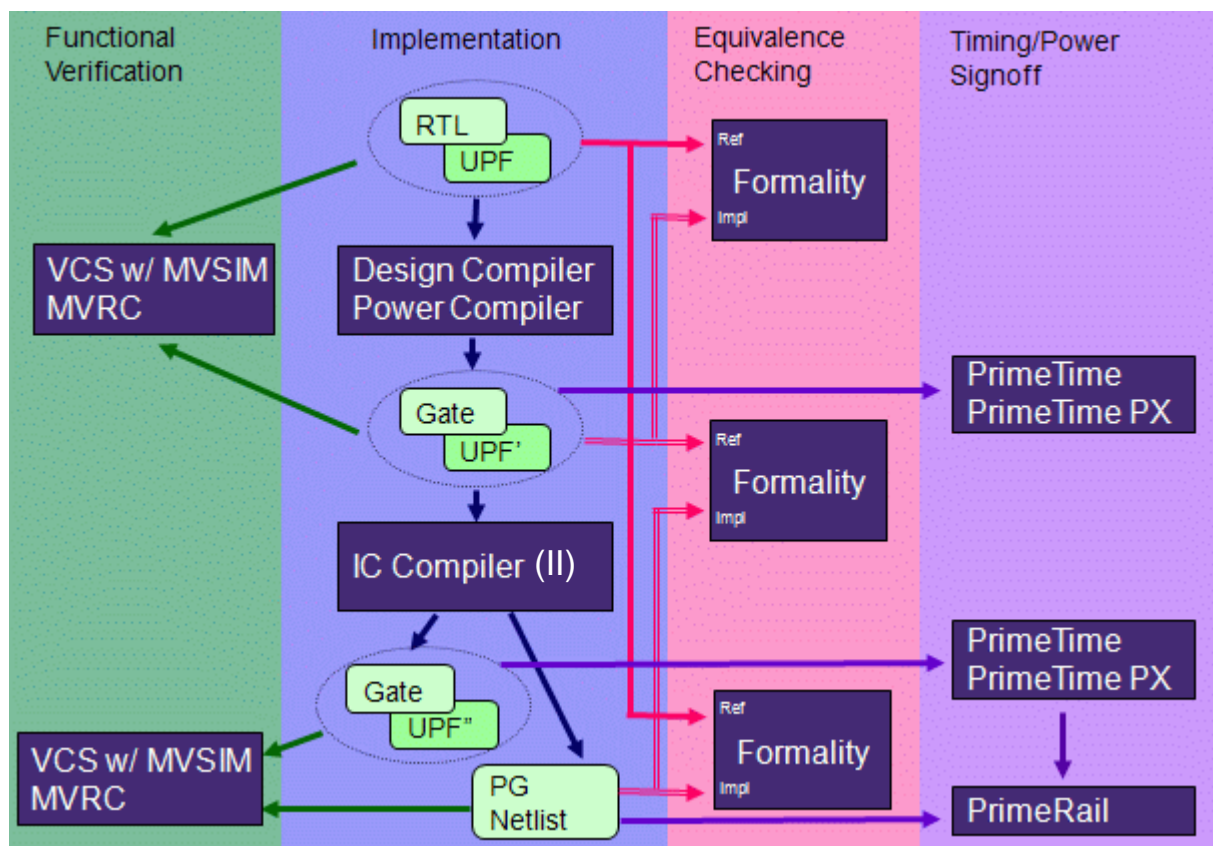 Functional
Verification
Implementation
Equivalence
Checking
Timing/Power
Signoff
RTL
UPF
Ref
Formality
Impl
VCS w/ MVSIM
MVRC
Design Compiler
Power Compiler
Gate
UPF’
PrimeTime
PrimeTime PX
Ref
Formality
Impl
IC Compiler (II)
Gate
UPF”
PrimeTime
PrimeTime PX
Ref
Formality
Impl
VCS w/ MVSIM
MVRC
PG
Netlist
PrimeRail